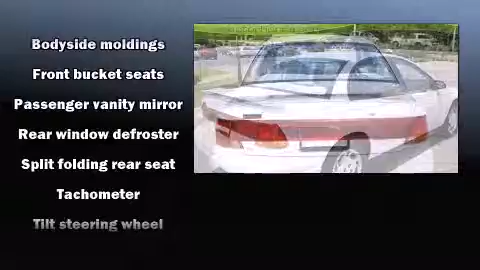 Bodyside moldings
Front bucket seats
Passenger vanity mirror
Rear window defroster
Split folding rear seat
Tachometer
Tilt steering wheel